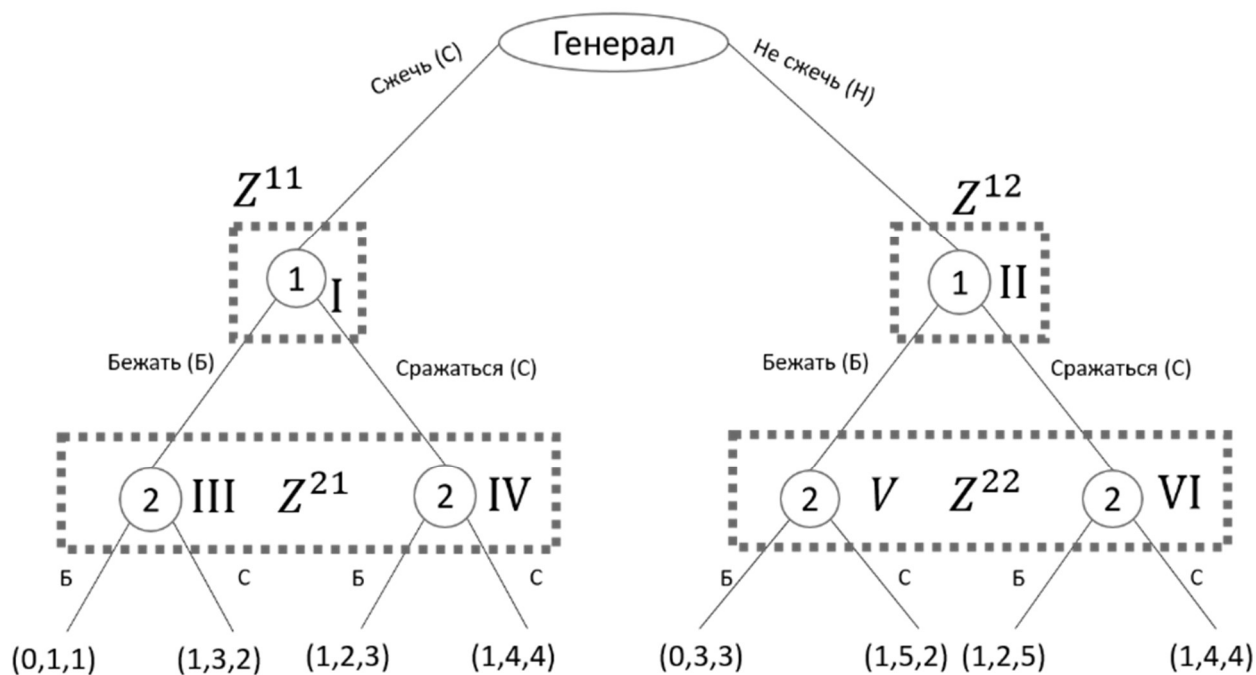 Генерал
Сжечь (С)
Не сжечь (Н)
Z¹¹
Z¹²
1 I
1 II
Бежать (Б)
Сражаться (С)
Бежать (Б)
Сражаться (С)
2 III Z²¹ 2 IV
2 V Z²² 2 VI
Б С Б С Б С Б С
(0,1,1) (1,3,2) (1,2,3) (1,4,4) (0,3,3) (1,5,2) (1,2,5) (1,4,4)